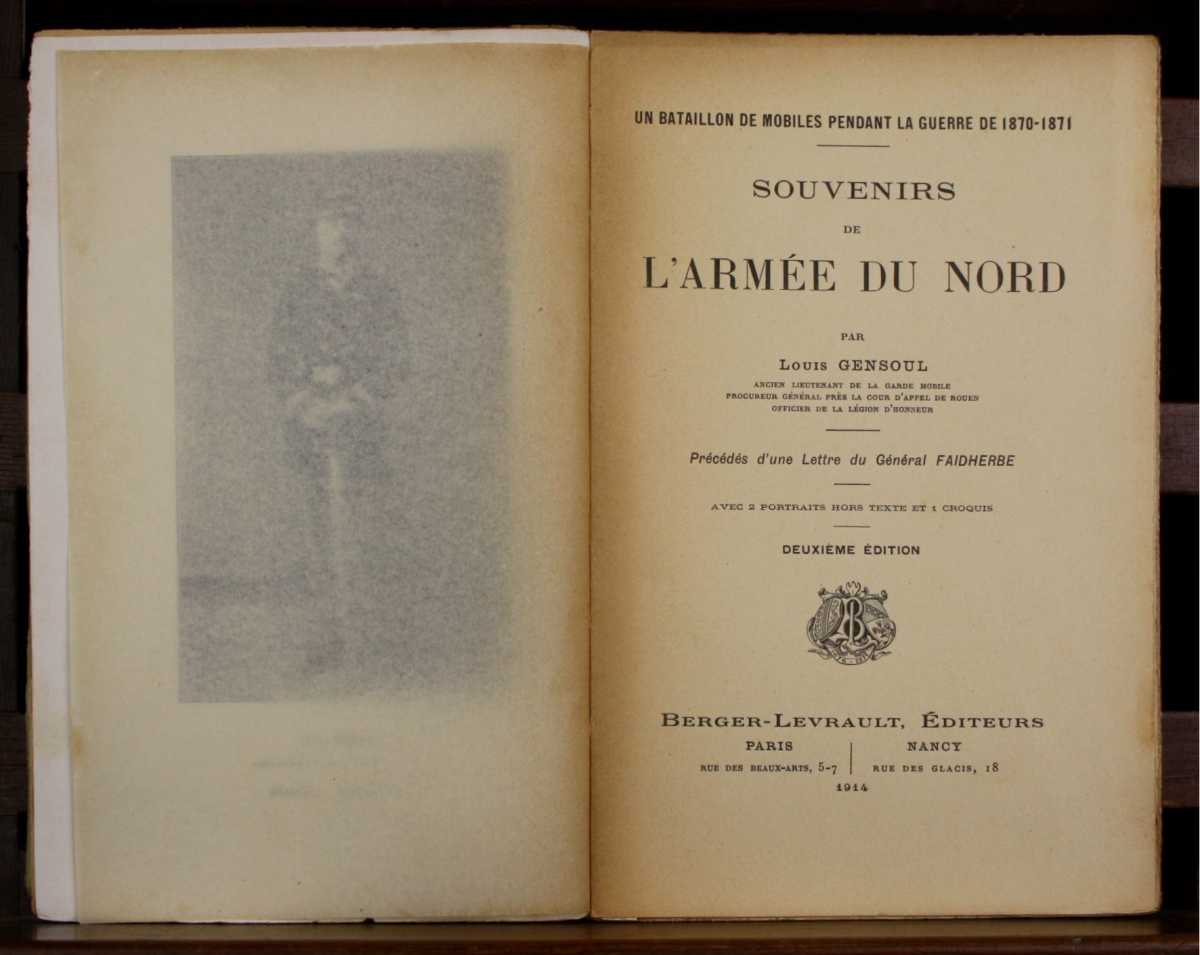 UN BATAILLON DE MOBILES PENDANT LA GUERRE DE 1870-1871
SOUVENIRS
DE
L'ARMÉE DU NORD
PAR
LOUIS GENSOUL
ANCIEN LIEUTENANT DE LA GARDE MOBILE
PROCUREUR GÉNÉRAL PRÈS LA COUR D'APPEL DE ROUEN
OFFICIER DE LA LÉGION D'HONNEUR
Précédés d'une Lettre du Général FAIDHERBE
AVEC 2 PORTRAITS HORS TEXTE ET 1 CROQUIS
DEUXIÈME ÉDITION
BERGER-LEVRAULT, ÉDITEURS
PARIS NANCY
RUE DES BEAUX-ARTS, 5-7 RUE DES GLACIS, 18
1914